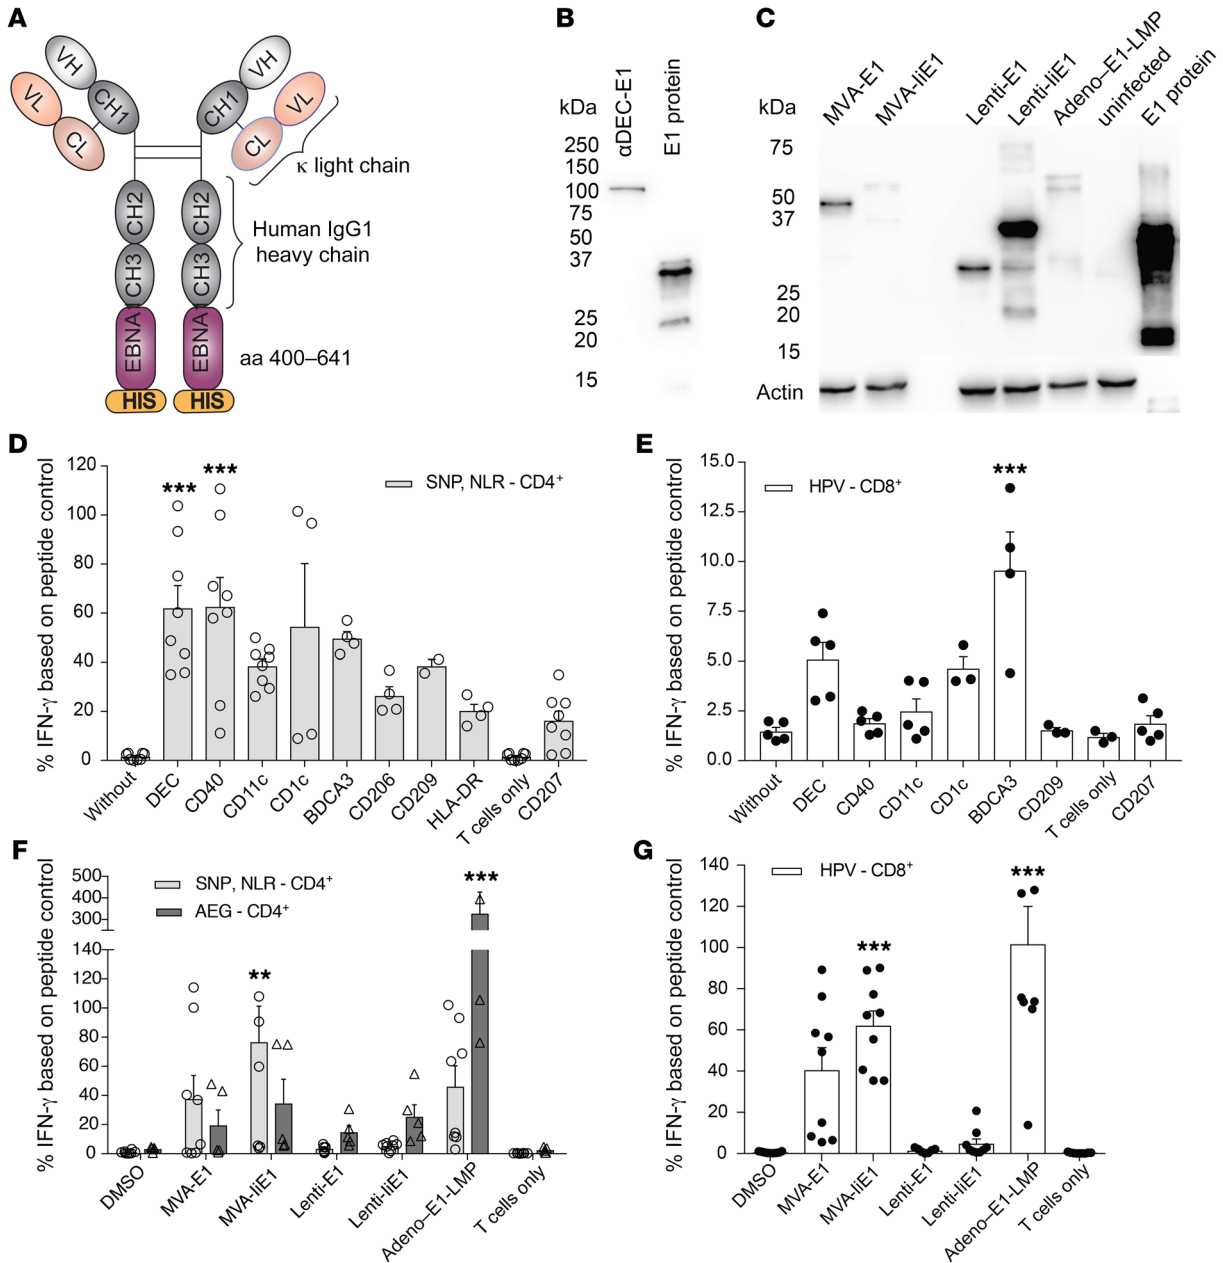 A
VH
VH
VL
CH1
CH1
VL
CL
CL
κ light chain
CH2
CH2
Human IgG1
heavy chain
CH3
CH3
EBNA
EBNA
aa 400–641
HIS
HIS
B
αDEC-E1
E1 protein
kDa
250
150
100
75
50
37
25
20
15
C
MVA-E1
MVA-IiE1
Lenti-E1
Lenti-IiE1
Adeno–E1-LMP
uninfected
E1 protein
kDa
75
50
37
25
20
15
Actin
D
% IFN-γ based on peptide control
120
100
80
60
40
20
0
SNP, NLR - CD4+
***
***
Without
DEC
CD40
CD11c
CD1c
BDCA3
CD206
CD209
HLA-DR
T cells only
CD207
E
% IFN-γ based on peptide control
15.0
12.5
10.0
7.5
5.0
2.5
0.0
HPV - CD8+
***
Without
DEC
CD40
CD11c
CD1c
BDCA3
CD209
T cells only
CD207
F
% IFN-γ based on peptide control
500
400
300
140
120
100
80
60
40
20
0
SNP, NLR - CD4+
AEG - CD4+
**
***
DMSO
MVA-E1
MVA-IiE1
Lenti-E1
Lenti-IiE1
Adeno–E1-LMP
T cells only
G
% IFN-γ based on peptide control
140
120
100
80
60
40
20
0
HPV - CD8+
***
***
DMSO
MVA-E1
MVA-IiE1
Lenti-E1
Lenti-IiE1
Adeno–E1-LMP
T cells only